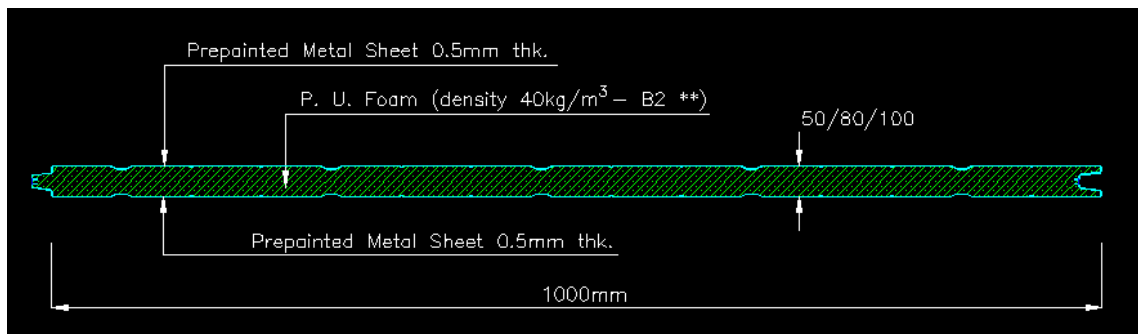 Prepainted Metal Sheet 0.5mm thk.
P. U. Foam (density 40kg/m³- B2 **)
50/80/100
Prepainted Metal Sheet 0.5mm thk.
1000mm